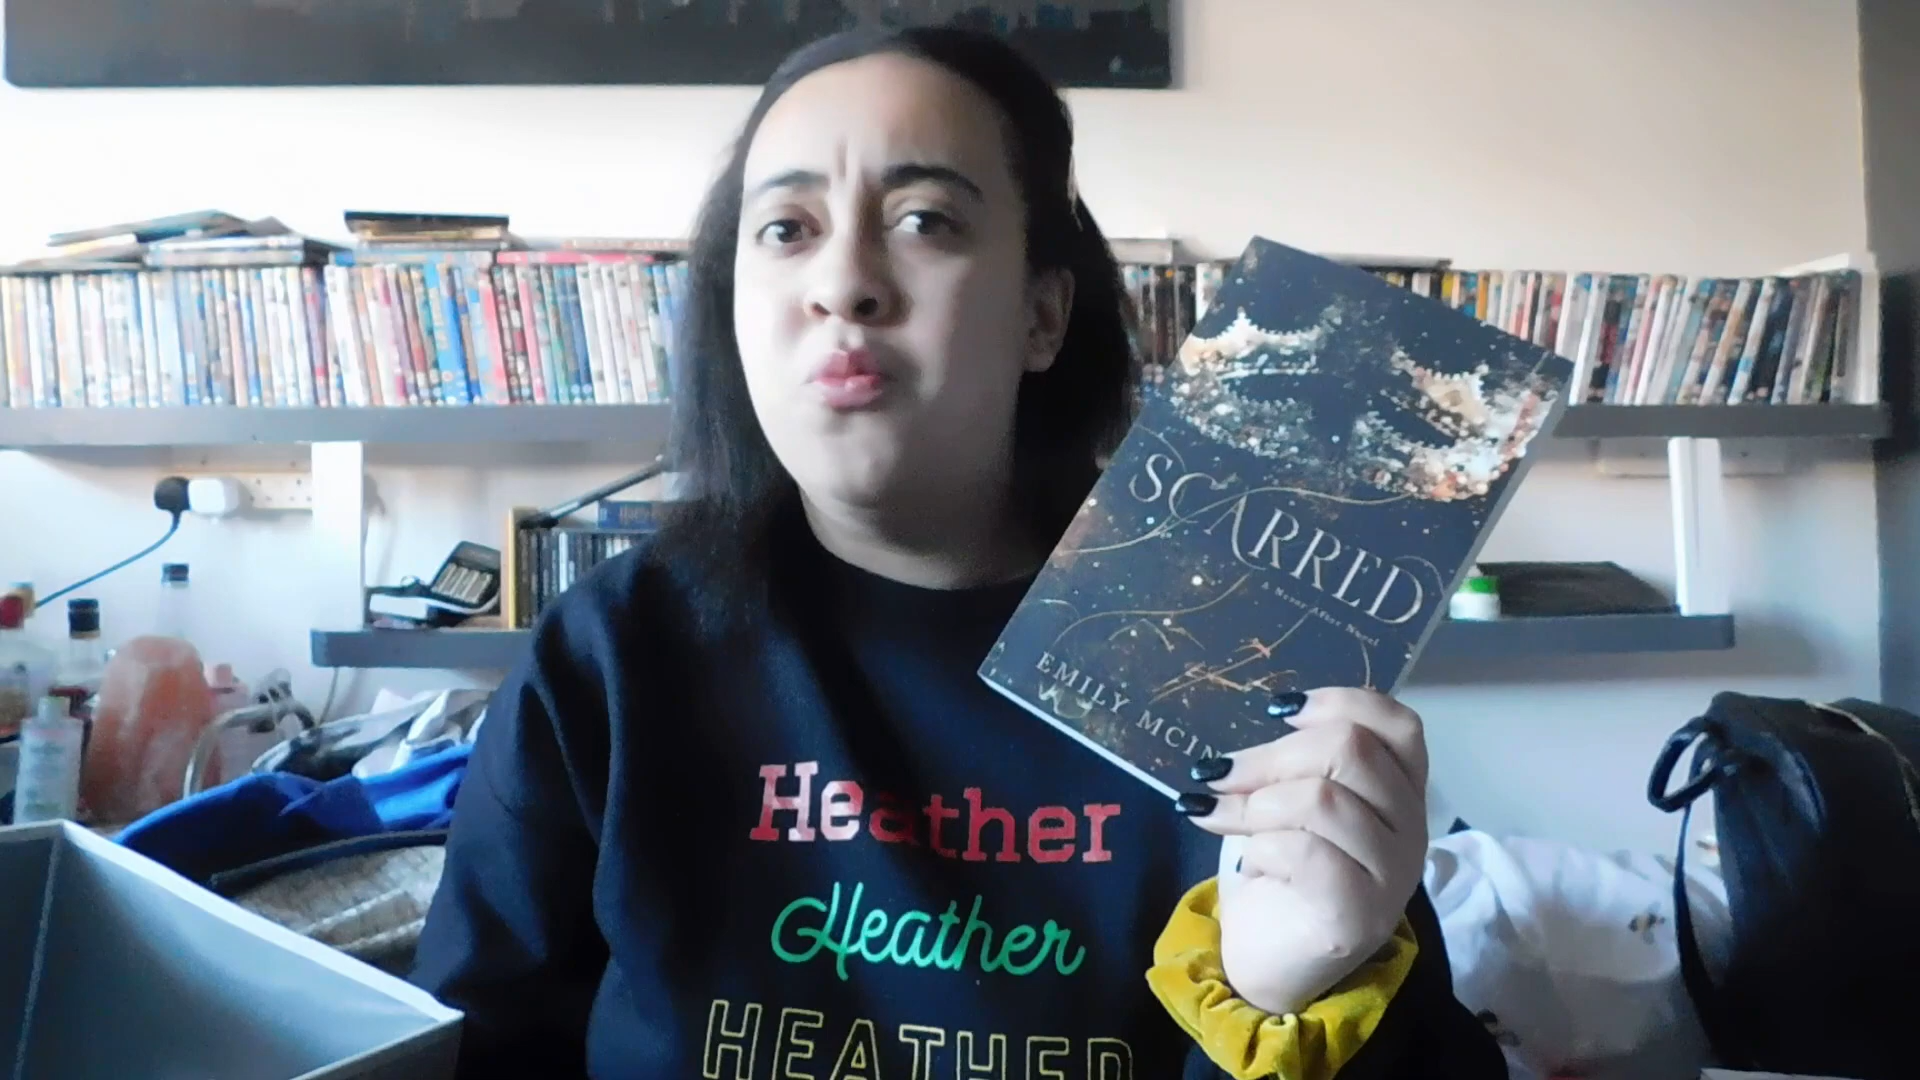 SCARRED
A Never After Novel
EMILY MCIN
Heather
Heather
HEATHER